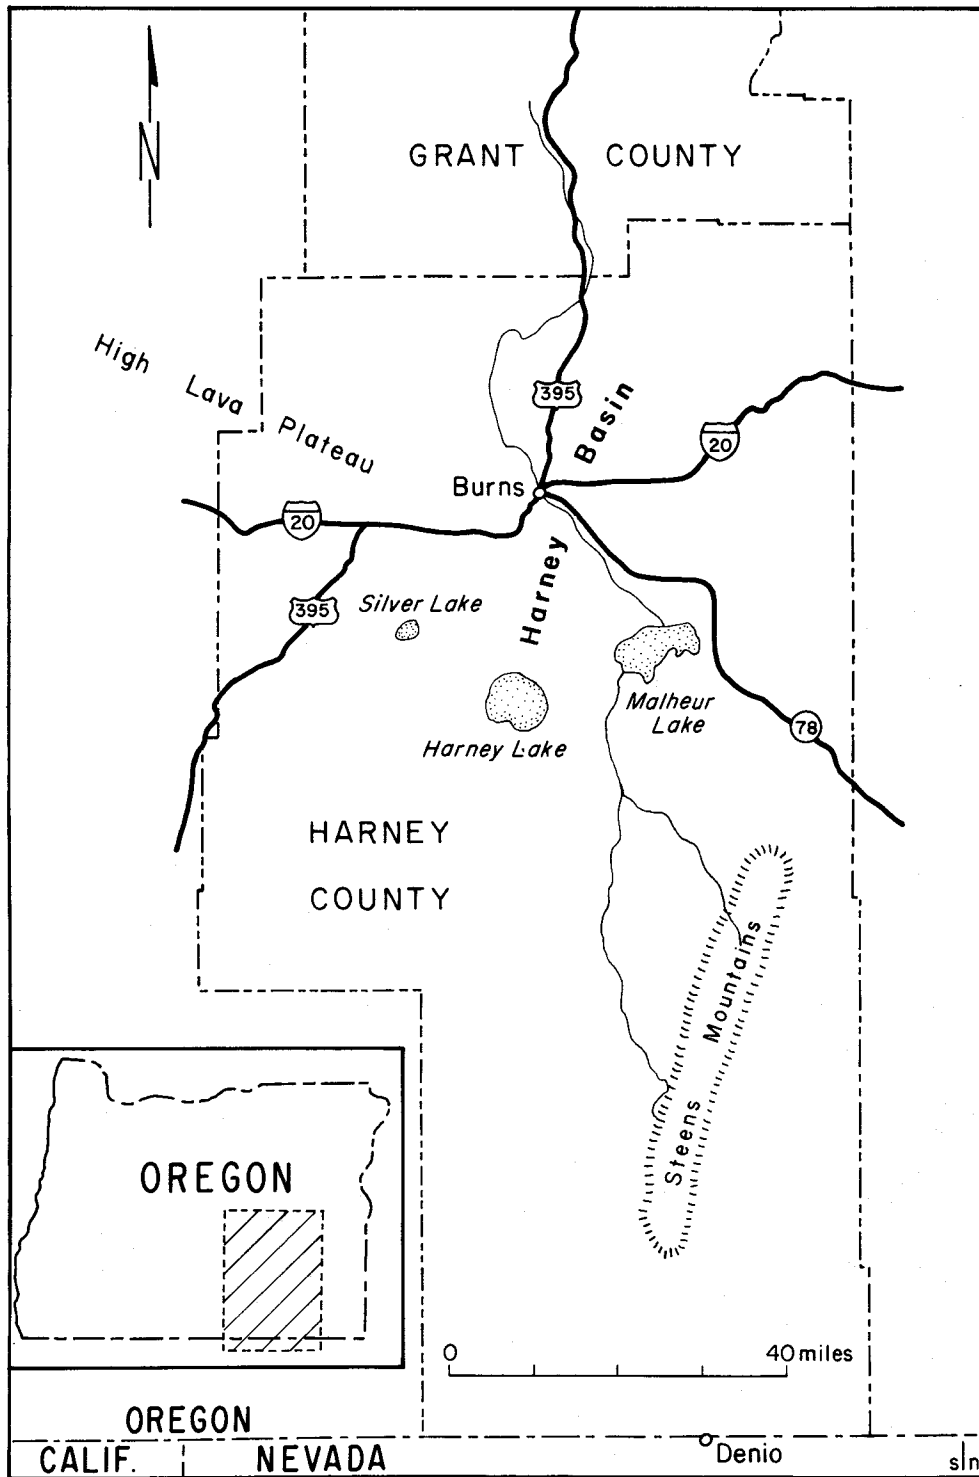 GRANT COUNTY
N
High Lava Plateau
395
Basin
20
Burns
20
Harney
395
Silver Lake
Malheur
Lake
Harney Lake
78
HARNEY
COUNTY
Steens Mountains
OREGON
0 40 miles
OREGON
CALIF. NEVADA Denio sln